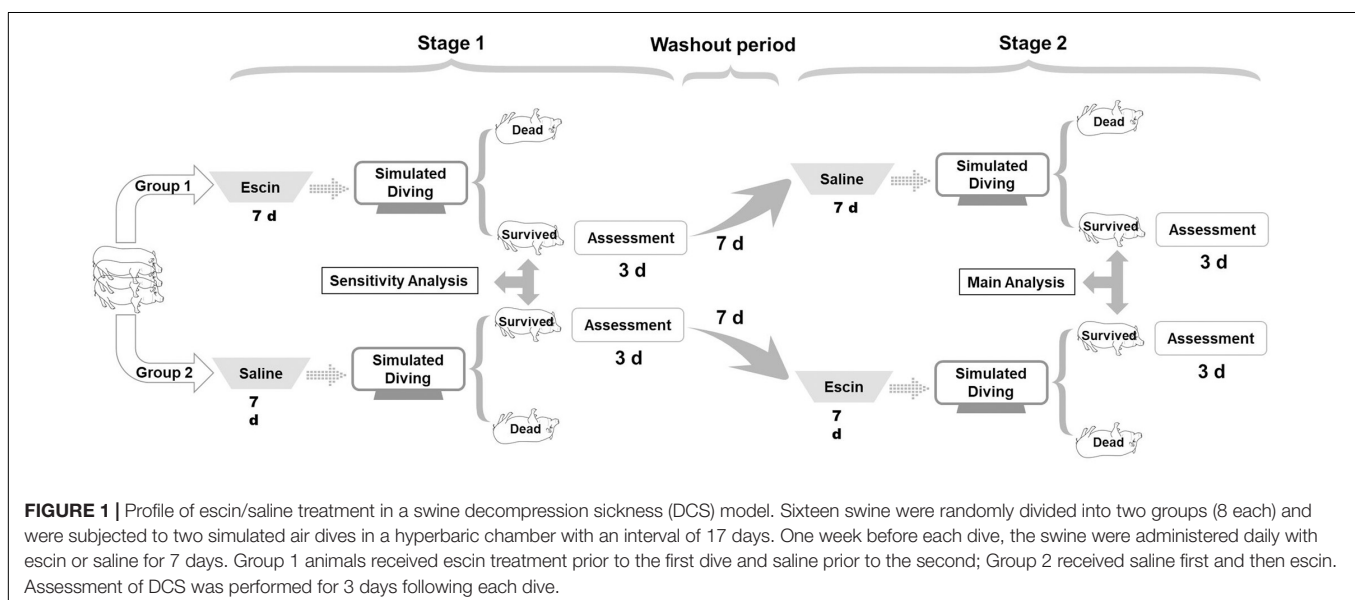 Stage 1
Washout period
Stage 2
Group 1
Escin
7 d
Simulated
Diving
Dead
Survived
Assessment
3 d
7 d
Saline
7 d
Simulated
Diving
Dead
Survived
Assessment
3 d
Sensitivity Analysis
Main Analysis
Group 2
Saline
7
d
Simulated
Diving
Survived
Assessment
3 d
Dead
7 d
Escin
7
d
Simulated
Diving
Survived
Assessment
3 d
Dead
FIGURE 1 | Profile of escin/saline treatment in a swine decompression sickness (DCS) model. Sixteen swine were randomly divided into two groups (8 each) and
were subjected to two simulated air dives in a hyperbaric chamber with an interval of 17 days. One week before each dive, the swine were administered daily with
escin or saline for 7 days. Group 1 animals received escin treatment prior to the first dive and saline prior to the second; Group 2 received saline first and then escin.
Assessment of DCS was performed for 3 days following each dive.